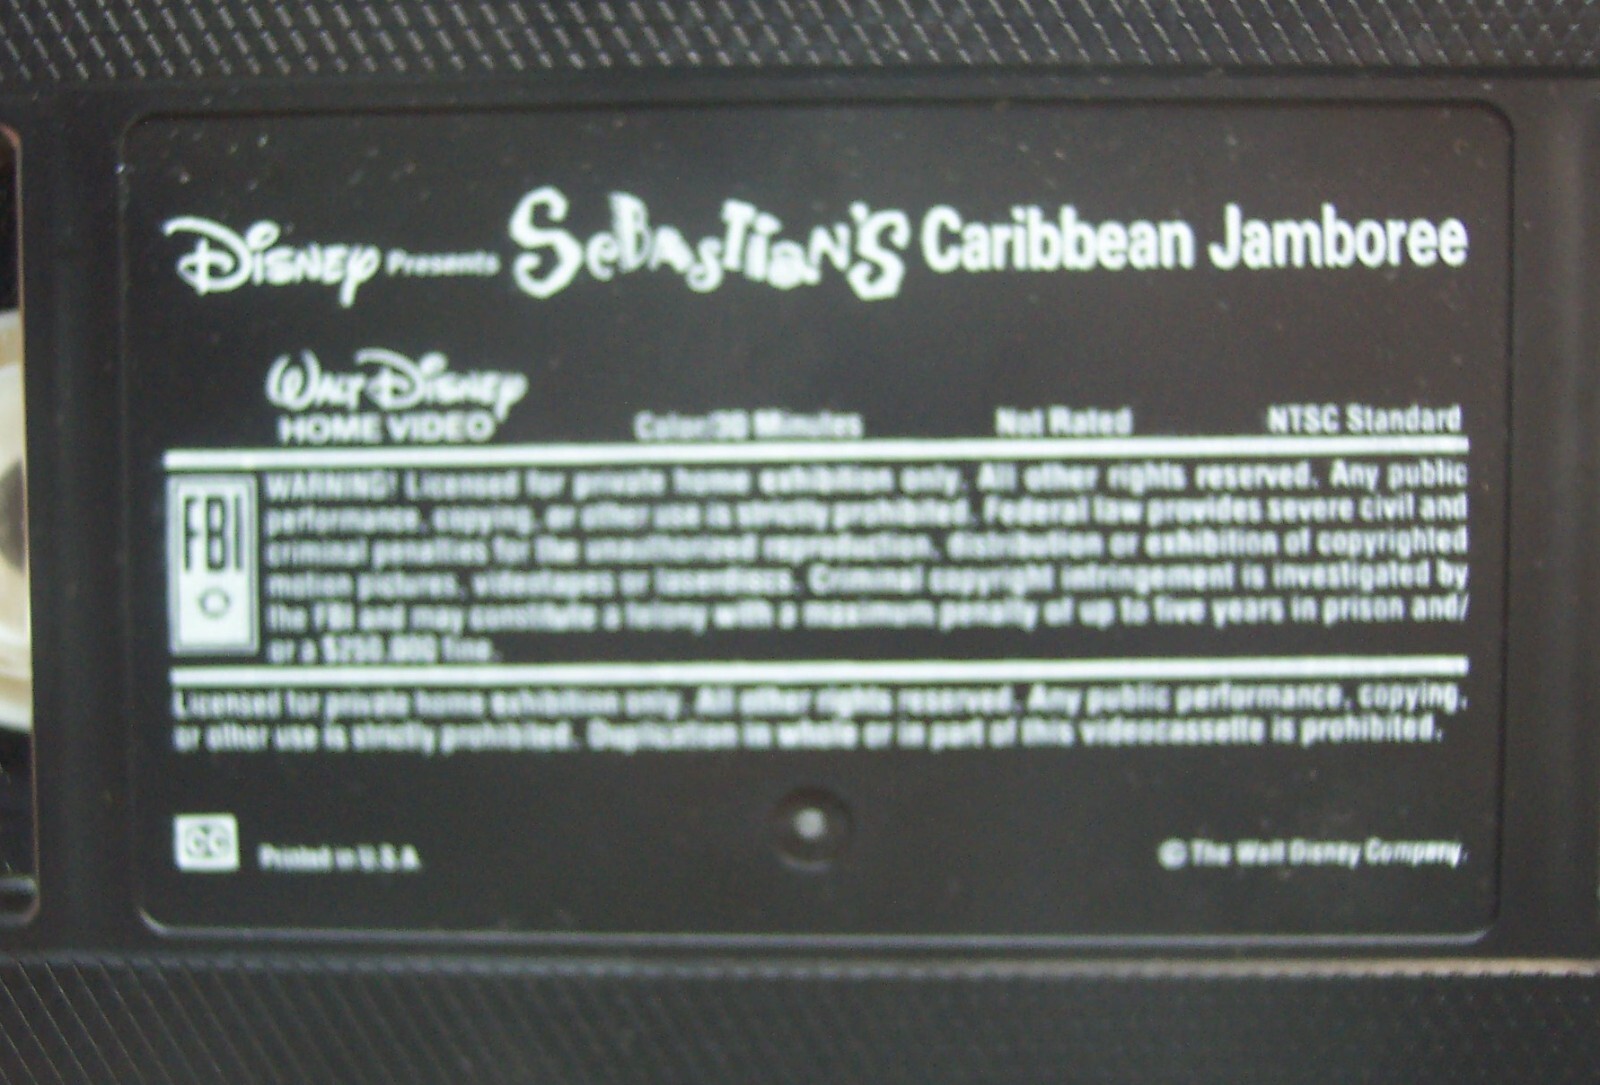 Disney Presents Sebastian's Caribbean Jamboree
Walt Disney
HOME VIDEO
Color/30 Minutes Not Rated NTSC Standard
FBI
WARNING! Licensed for private home exhibition only. All other rights reserved. Any public
performance, copying, or other use is strictly prohibited. Federal law provides severe civil and
criminal penalties for the unauthorized reproduction, distribution or exhibition of copyrighted
motion pictures, videotapes or laserdiscs. Criminal copyright infringement is investigated by
the FBI and may constitute a felony with a maximum penalty of up to five years in prison and/
or a $250,000 fine.
Licensed for private home exhibition only. All other rights reserved. Any public performance, copying,
or other use is strictly prohibited. Duplication in whole or in part of this videocassette is prohibited.
CC Printed in U.S.A. © The Walt Disney Company.